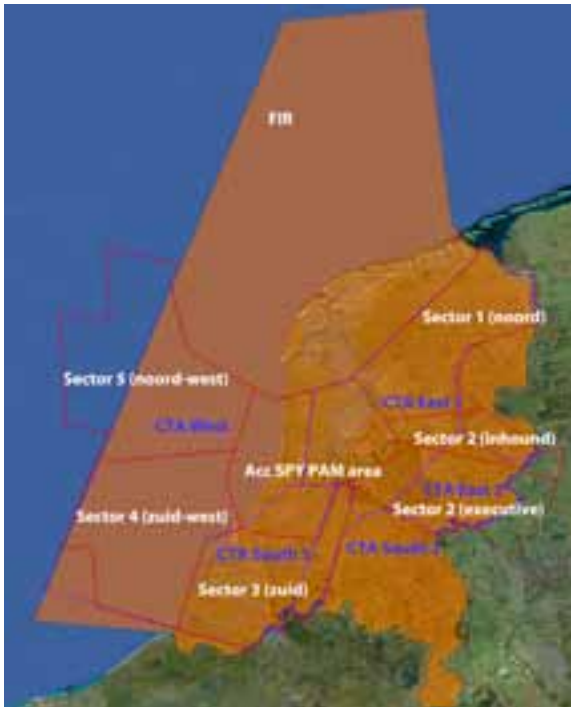 FIR
Sector 1 (noord)
Sector 5 (noord-west)
CTA East 1
CTA West
Sector 2 (inbound)
Acc SPY PAM area
CTA East 2
Sector 2 (executive)
Sector 4 (zuid-west)
CTA South 1
CTA South 2
Sector 3 (zuid)